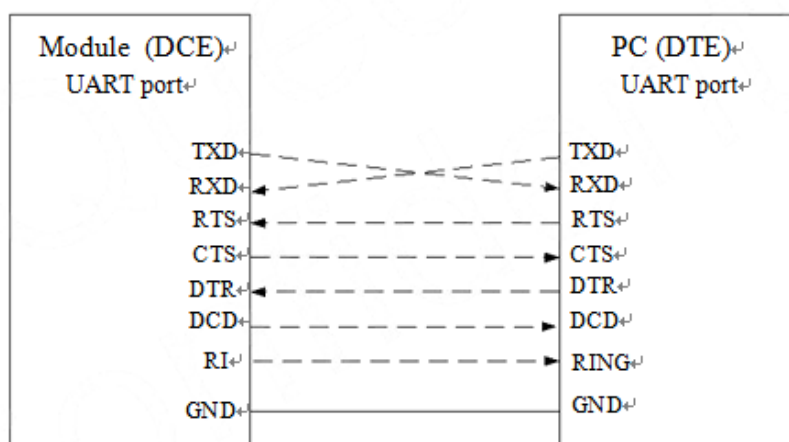 Module (DCE)
UART port
TXD
RXD
RTS
CTS
DTR
DCD
RI
GND
PC (DTE)
UART port
TXD
RXD
RTS
CTS
DTR
DCD
RING
GND